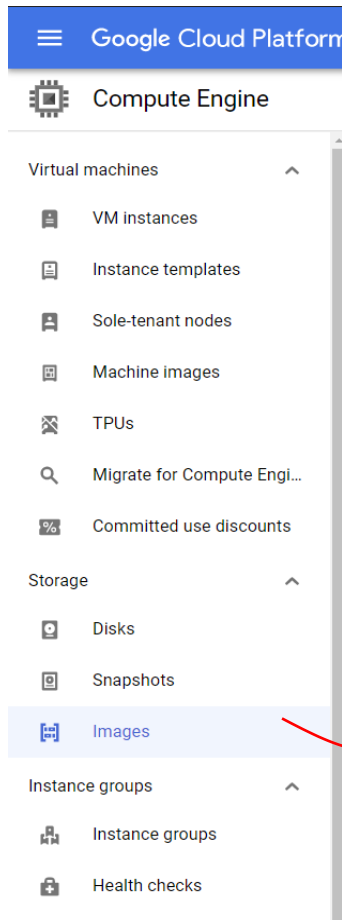 Google Cloud Platform
Compute Engine
Virtual machines
VM instances
Instance templates
Sole-tenant nodes
Machine images
TPUs
Migrate for Compute Engi...
Committed use discounts
Storage
Disks
Snapshots
Images
Instance groups
Instance groups
Health checks